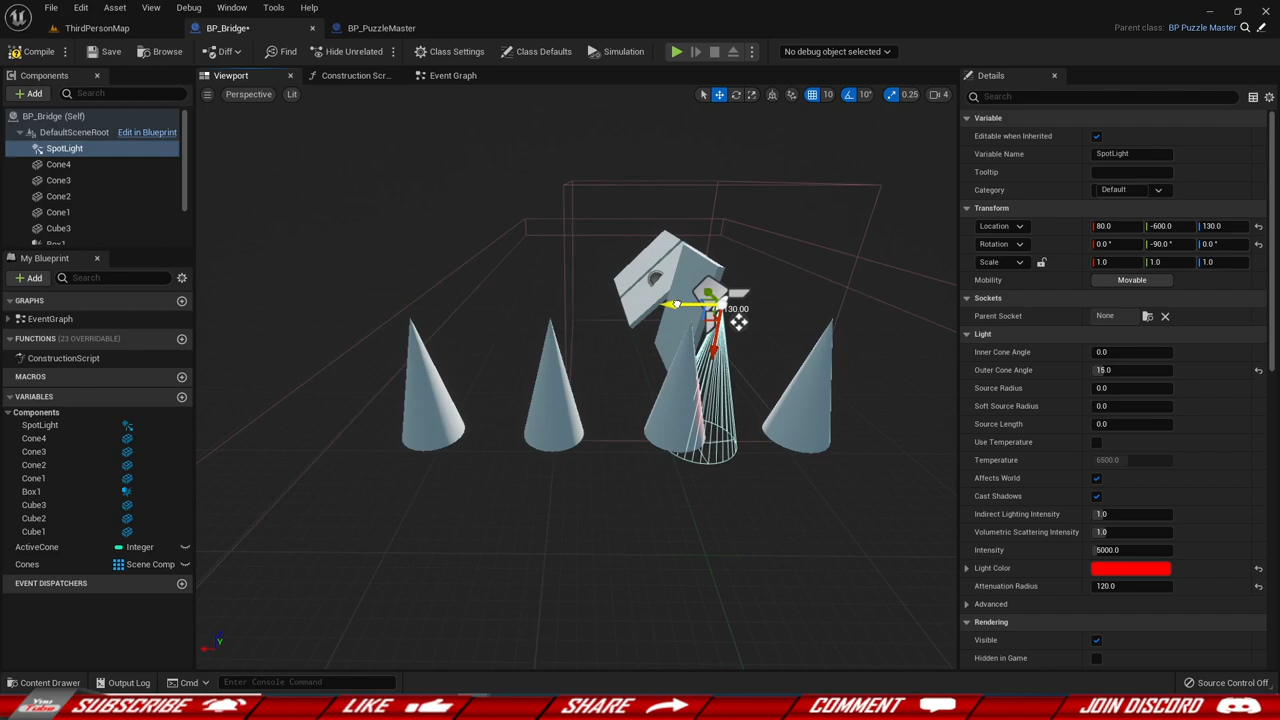 Window
Tools
Help
Asset
View
Debug
ThirdPersonMap
BP_Bridge*
BP_PuzzleMaster
Parent class:
BP Puzzle Master
Compile
Save
Browse
Diff
Find
Hide Unrelated
Class Settings
Class Defaults
Simulation
No debug object selected
Components
Add
Search
BP_Bridge (Self)
DefaultSceneRoot
Edit in Blueprint
SpotLight
Cone4
Cone3
Cone2
Cone1
Cube3
My Blueprint
Add
Search
GRAPHS
EventGraph
FUNCTIONS (23 OVERRIDABLE)
ConstructionScript
MACROS
VARIABLES
Components
SpotLight
Cone4
Cone3
Cone2
Cone1
Box1
Cube3
Cube2
Cube1
ActiveCone
Integer
Cones
Scene Comp
EVENT DISPATCHERS
Viewport
Construction Scr...
Event Graph
Perspective
Lit
10
10°
0.25
4
130.00
Y
Details
Search
Variable
Editable when Inherited
Variable Name
SpotLight
Tooltip
Category
Default
Transform
Location
80.0
-600.0
130.0
Rotation
0.0 °
-90.0 °
0.0 °
Scale
1.0
1.0
1.0
Mobility
Movable
Sockets
Parent Socket
None
Light
Inner Cone Angle
0.0
Outer Cone Angle
15.0
Source Radius
0.0
Soft Source Radius
0.0
Source Length
0.0
Use Temperature
Temperature
6500.0
Affects World
Cast Shadows
Indirect Lighting Intensity
1.0
Volumetric Scattering Intensity
1.0
Intensity
5000.0
Light Color
Attenuation Radius
120.0
Advanced
Rendering
Visible
Hidden in Game
Content Drawer
Output Log
Cmd
Enter Console Command
Source Control Off
SUBSCRIBE
LIKE
SHARE
COMMENT
JOIN DISCORD